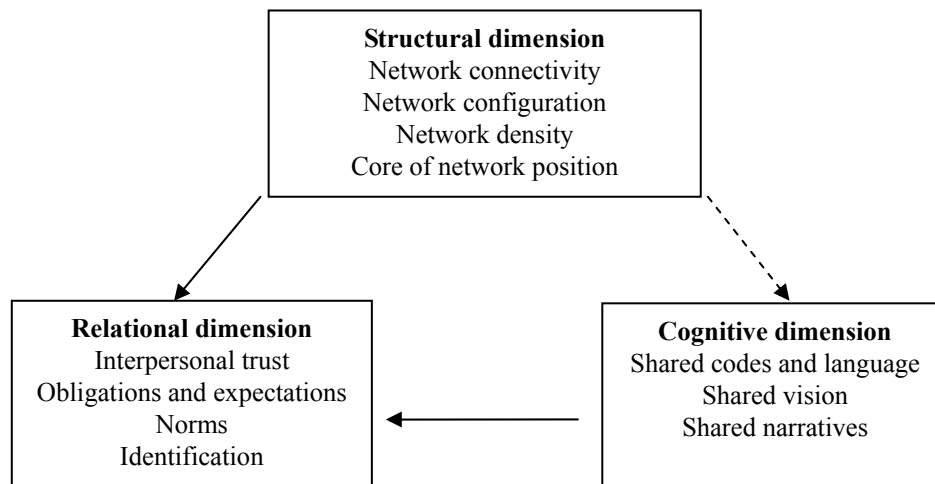 Structural dimension
Network connectivity
Network configuration
Network density
Core of network position
Relational dimension
Interpersonal trust
Obligations and expectations
Norms
Identification
Cognitive dimension
Shared codes and language
Shared vision
Shared narratives